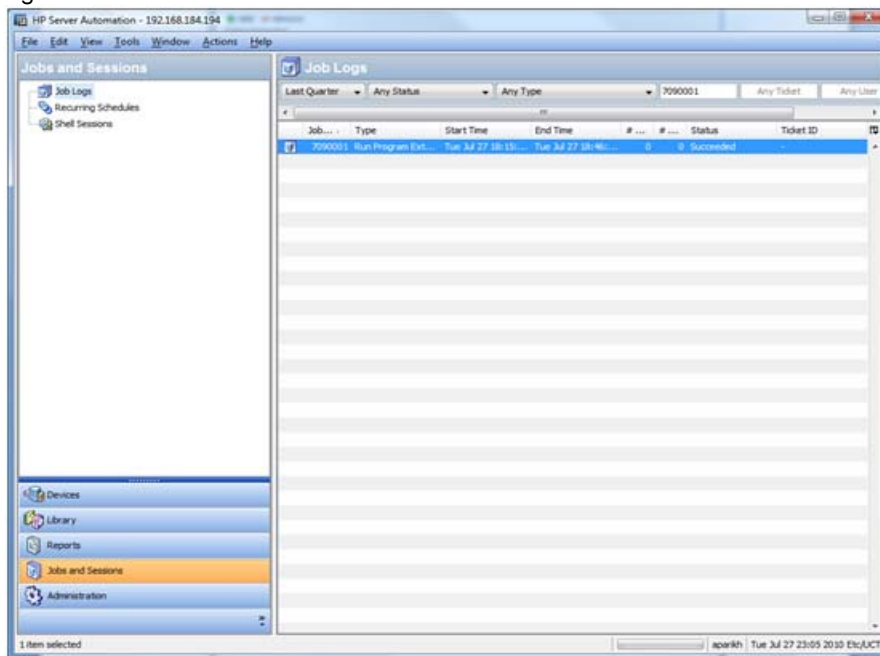 HP Server Automation - 192.168.184.194
File Edit View Tools Window Actions Help
Jobs and Sessions
Job Logs
Recurring Schedules
Shell Sessions
Devices
Library
Reports
Jobs and Sessions
Administration
Job Logs
Last Quarter Any Status Any Type 7090001 Any Ticket Any User
Job... Type Start Time End Time # ... # ... Status Ticket ID
7090001 Run Program Ext... Tue Jul 27 18:15:... Tue Jul 27 18:46:... 0 0 Succeeded -
1 item selected
aparikh Tue Jul 27 23:05 2010 Etc/UCT